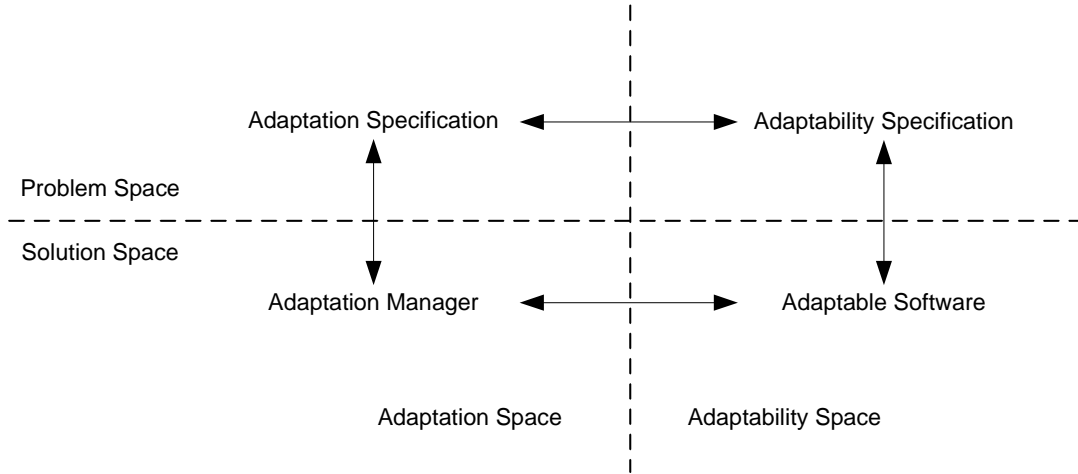 Adaptation Specification
Adaptability Specification
Problem Space
Solution Space
Adaptation Manager
Adaptable Software
Adaptation Space
Adaptability Space